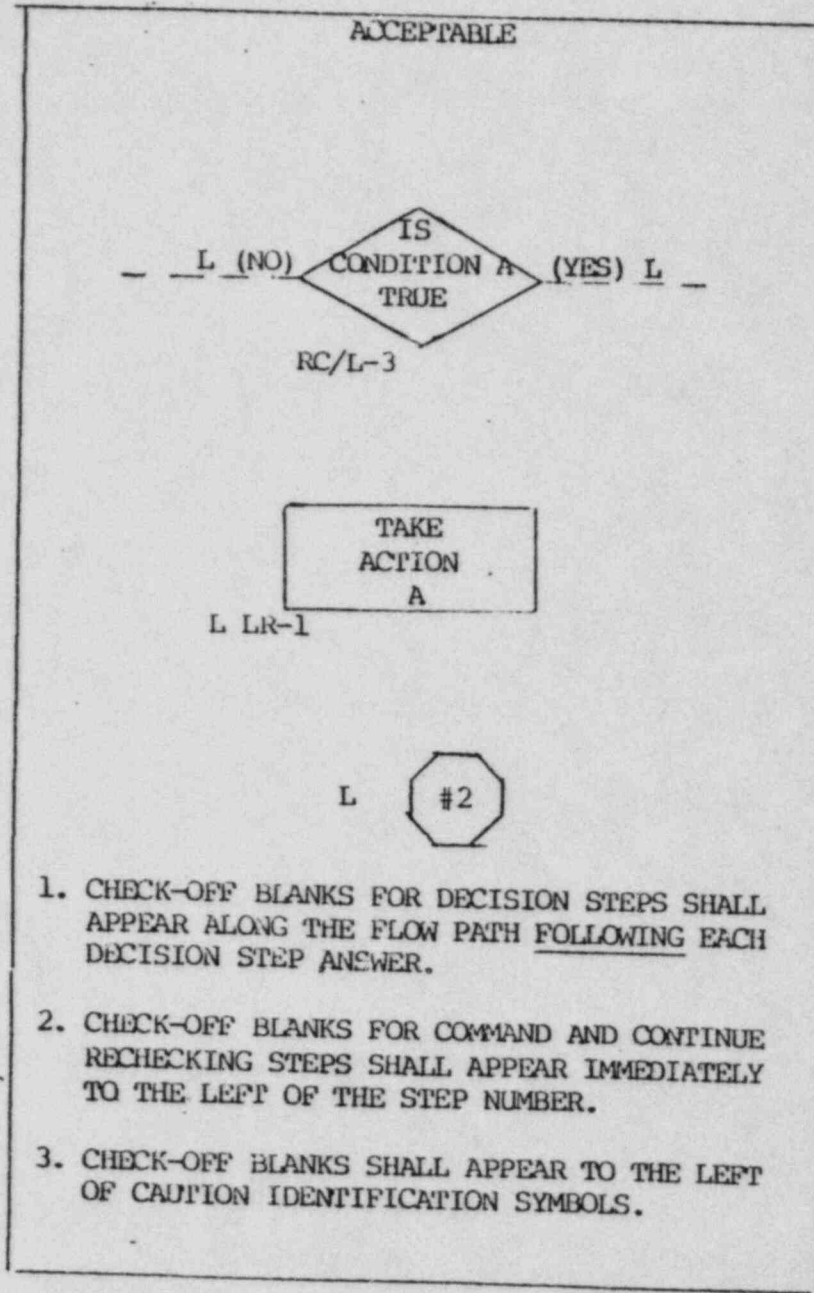 ACCEPTABLE
IS
L (NO) CONDITION A (YES) L
TRUE
RC/L-3
TAKE
ACTION
A
L LR-1
L #2
1. CHECK-OFF BLANKS FOR DECISION STEPS SHALL
APPEAR ALONG THE FLOW PATH FOLLOWING EACH
DECISION STEP ANSWER.
2. CHECK-OFF BLANKS FOR COMMAND AND CONTINUE
RECHECKING STEPS SHALL APPEAR IMMEDIATELY
TO THE LEFT OF THE STEP NUMBER.
3. CHECK-OFF BLANKS SHALL APPEAR TO THE LEFT
OF CAUTION IDENTIFICATION SYMBOLS.